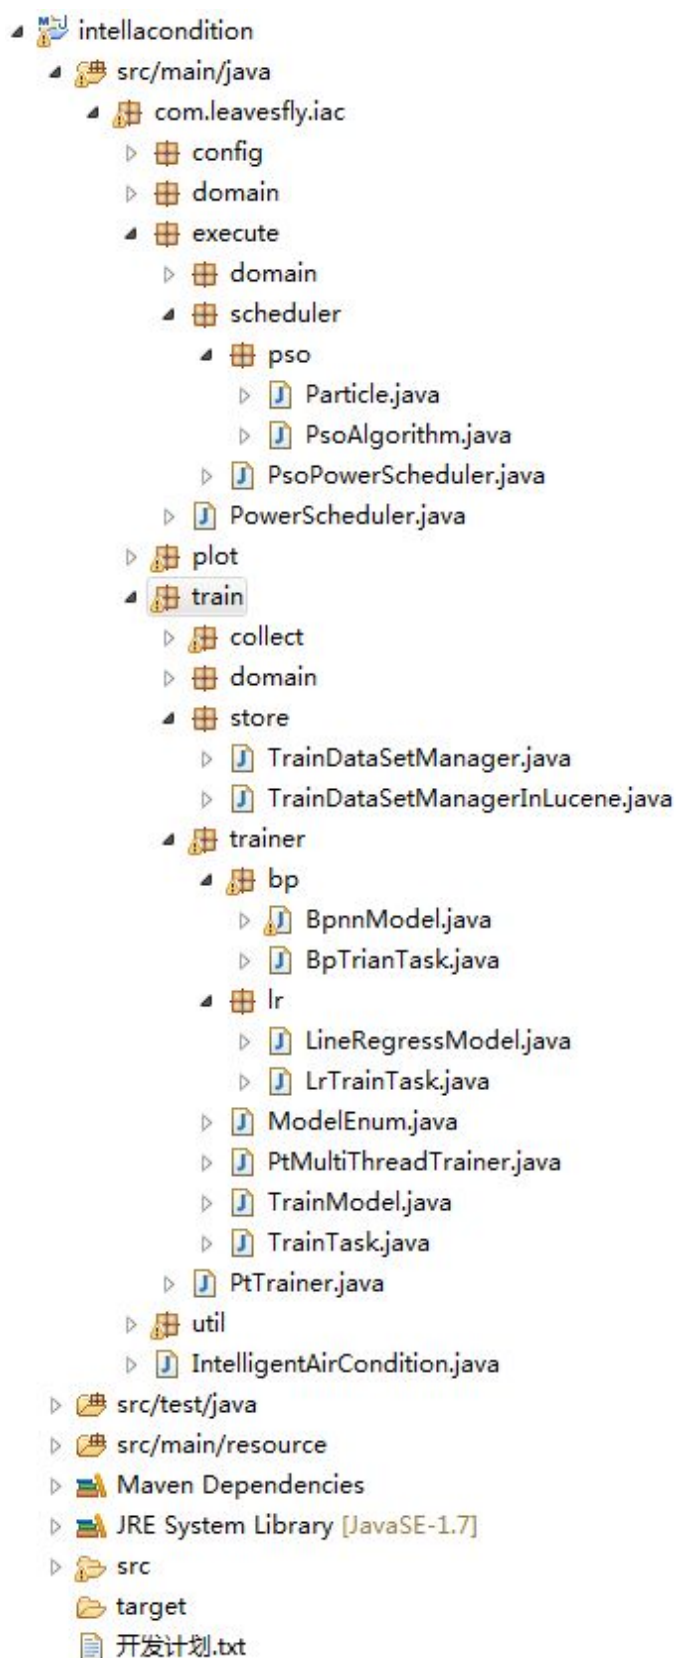 intellacondition
src/main/java
com.leavesfly.iac
config
domain
execute
domain
scheduler
pso
Particle.java
PsoAlgorithm.java
PsoPowerScheduler.java
PowerScheduler.java
plot
train
collect
domain
store
TrainDataSetManager.java
TrainDataSetManagerInLucene.java
trainer
bp
BpnnModel.java
BpTrianTask.java
lr
LineRegressModel.java
LrTrainTask.java
ModelEnum.java
PtMultiThreadTrainer.java
TrainModel.java
TrainTask.java
PtTrainer.java
util
IntelligentAirCondition.java
src/test/java
src/main/resource
Maven Dependencies
JRE System Library [JavaSE-1.7]
src
target
开发计划.txt